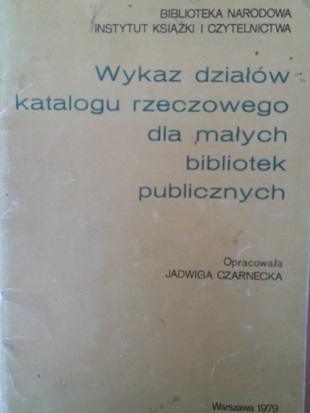 BIBLIOTEKA NARODOWA
INSTYTUT KSIĄŻKI I CZYTELNICTWA
Wykaz działów
katalogu rzeczowego
dla małych
bibliotek
publicznych
Opracowała
JADWIGA CZARNECKA
Warszawa 1979